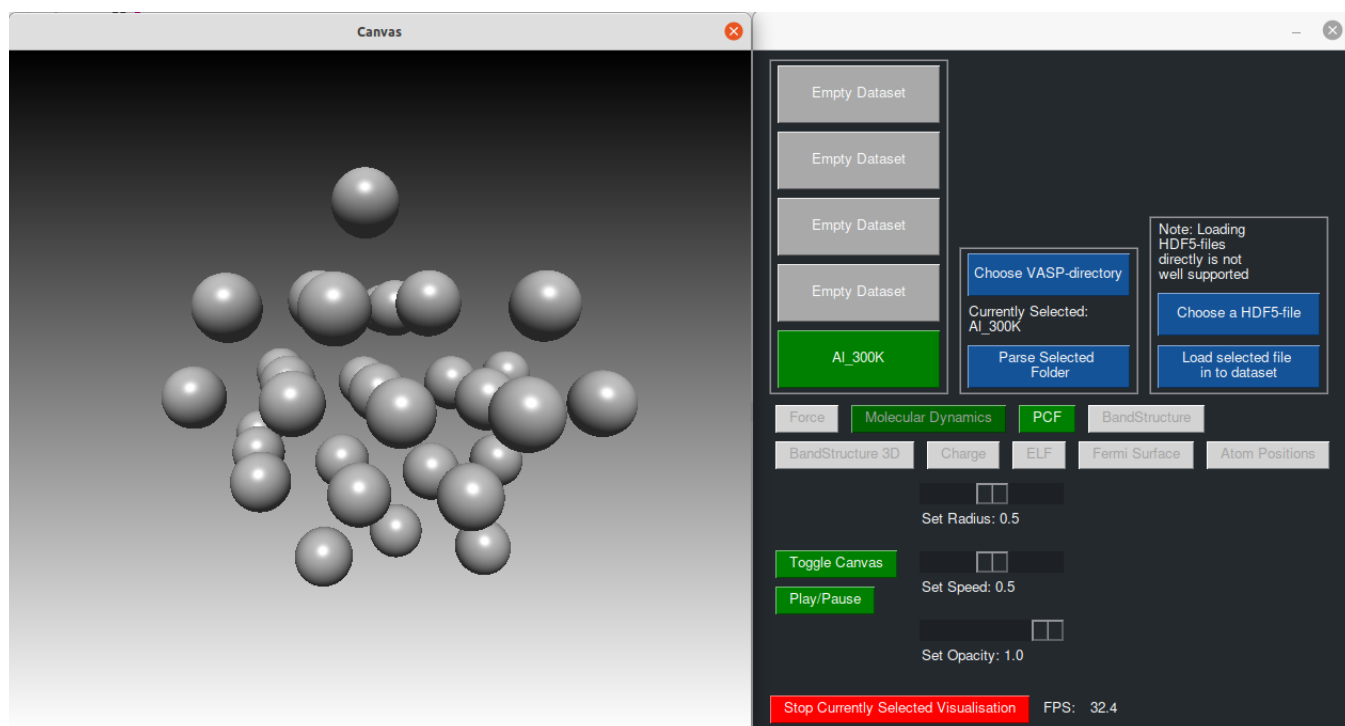 Canvas
Empty Dataset
Empty Dataset
Empty Dataset
Empty Dataset
AI_300K
Choose VASP-directory
Currently Selected:
AI_300K
Parse Selected
Folder
Note: Loading
HDF5-files
directly is not
well supported
Choose a HDF5-file
Load selected file
in to dataset
Force
Molecular Dynamics
PCF
BandStructure
BandStructure 3D
Charge
ELF
Fermi Surface
Atom Positions
Set Radius: 0.5
Toggle Canvas
Set Speed: 0.5
Play/Pause
Set Opacity: 1.0
Stop Currently Selected Visualisation
FPS: 32.4